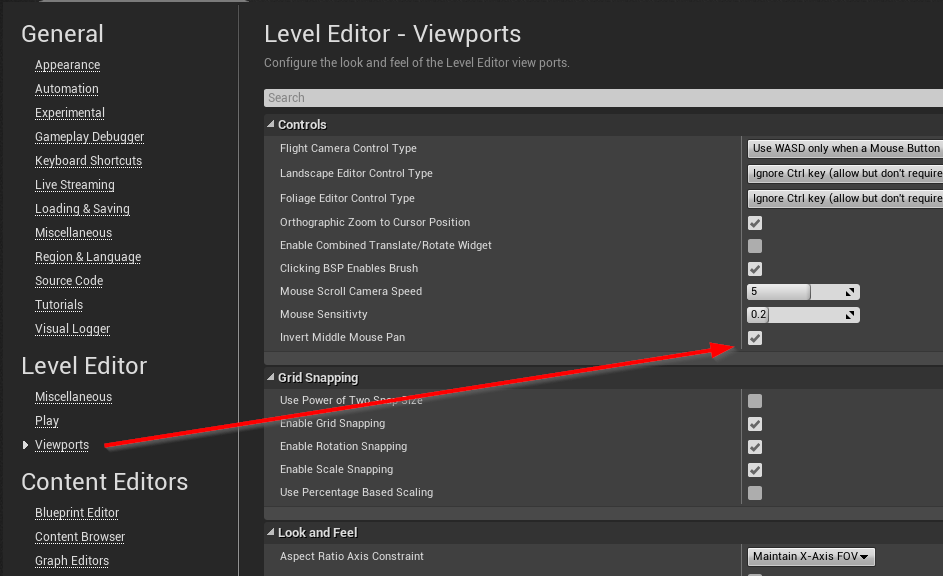 General
Appearance
Automation
Experimental
Gameplay Debugger
Keyboard Shortcuts
Live Streaming
Loading & Saving
Miscellaneous
Region & Language
Source Code
Tutorials
Visual Logger
Level Editor
Miscellaneous
Play
Viewports
Content Editors
Blueprint Editor
Content Browser
Graph Editors
Level Editor - Viewports
Configure the look and feel of the Level Editor view ports.
Search
Controls
Flight Camera Control Type Use WASD only when a Mouse Button
Landscape Editor Control Type Ignore Ctrl key (allow but don't require
Foliage Editor Control Type Ignore Ctrl key (allow but don't require
Orthographic Zoom to Cursor Position
Enable Combined Translate/Rotate Widget
Clicking BSP Enables Brush
Mouse Scroll Camera Speed 5
Mouse Sensitivty 0.2
Invert Middle Mouse Pan
Grid Snapping
Use Power of Two Snap Size
Enable Grid Snapping
Enable Rotation Snapping
Enable Scale Snapping
Use Percentage Based Scaling
Look and Feel
Aspect Ratio Axis Constraint Maintain X-Axis FOV